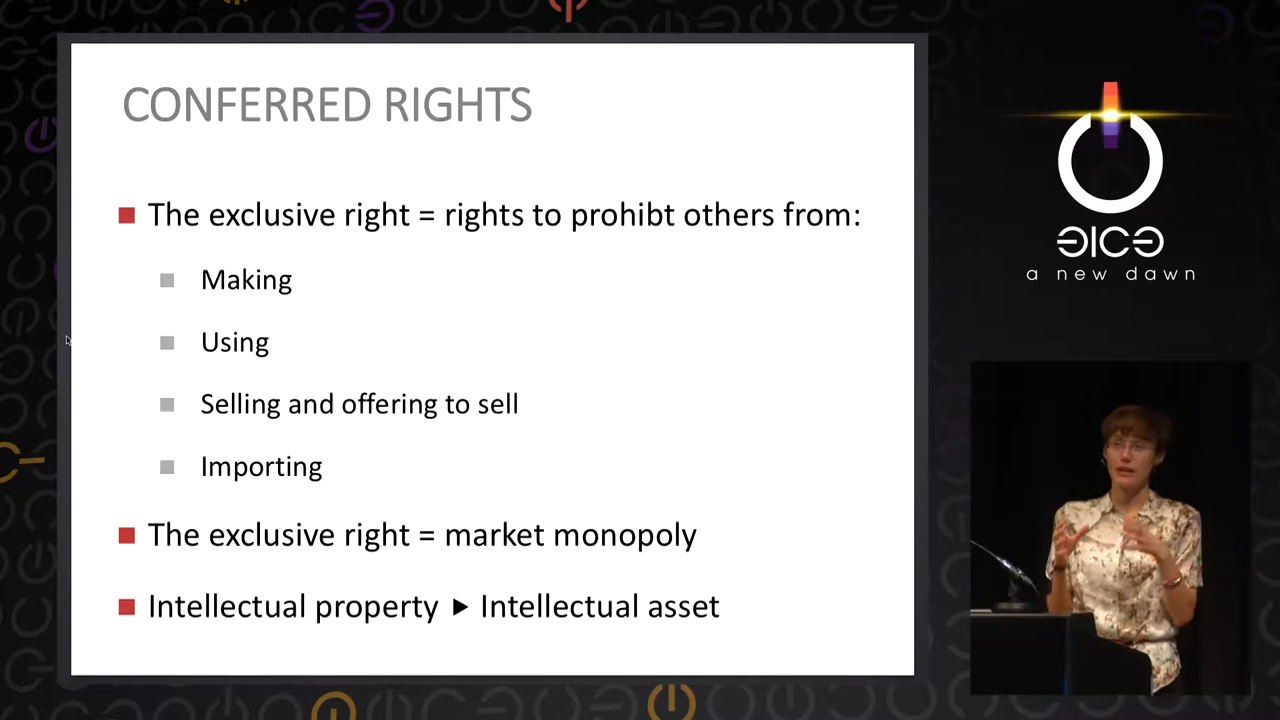 CONFERRED RIGHTS
The exclusive right = rights to prohibt others from:
Making
Using
Selling and offering to sell
Importing
The exclusive right = market monopoly
Intellectual property ▶ Intellectual asset
a new dawn